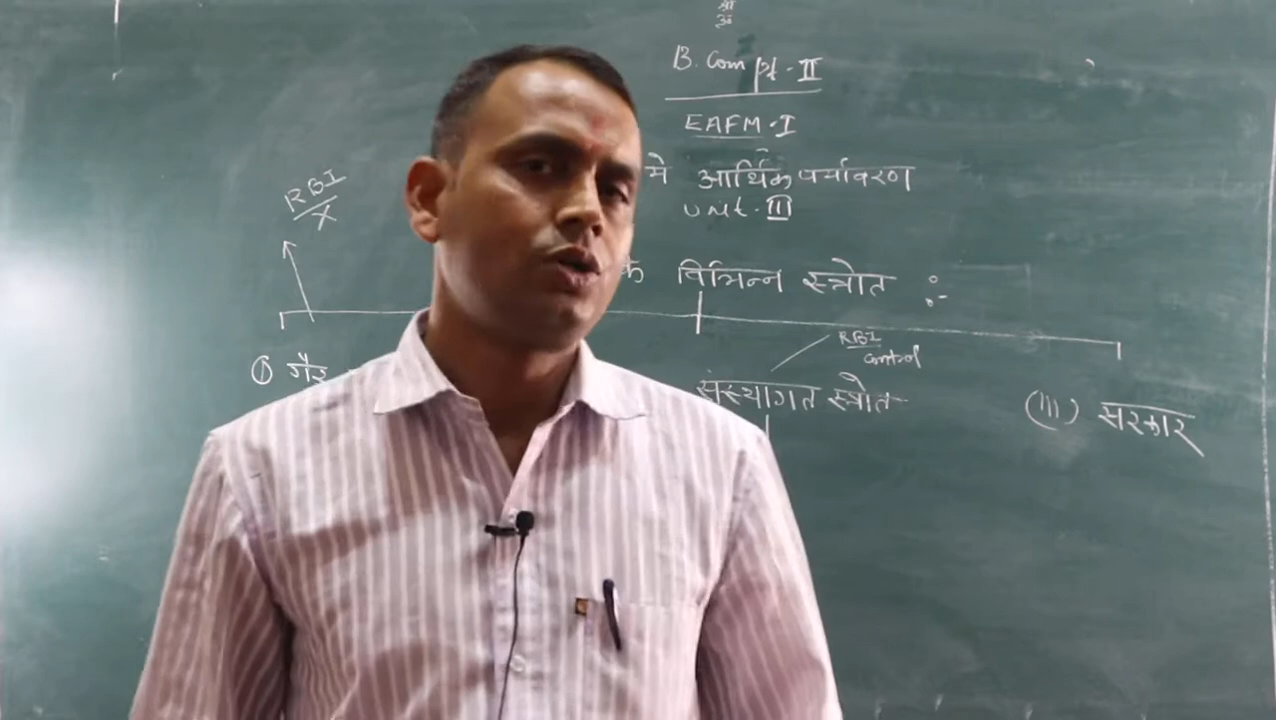 श्री
ॐ
B. Com pt - II
EAFM - I
में आर्थिक पर्यावरण
Unit - III
के विभिन्न स्त्रोत :-
RBI
X
RBI
Control
① गैर
संस्थागत स्त्रोत
(III) सरकार